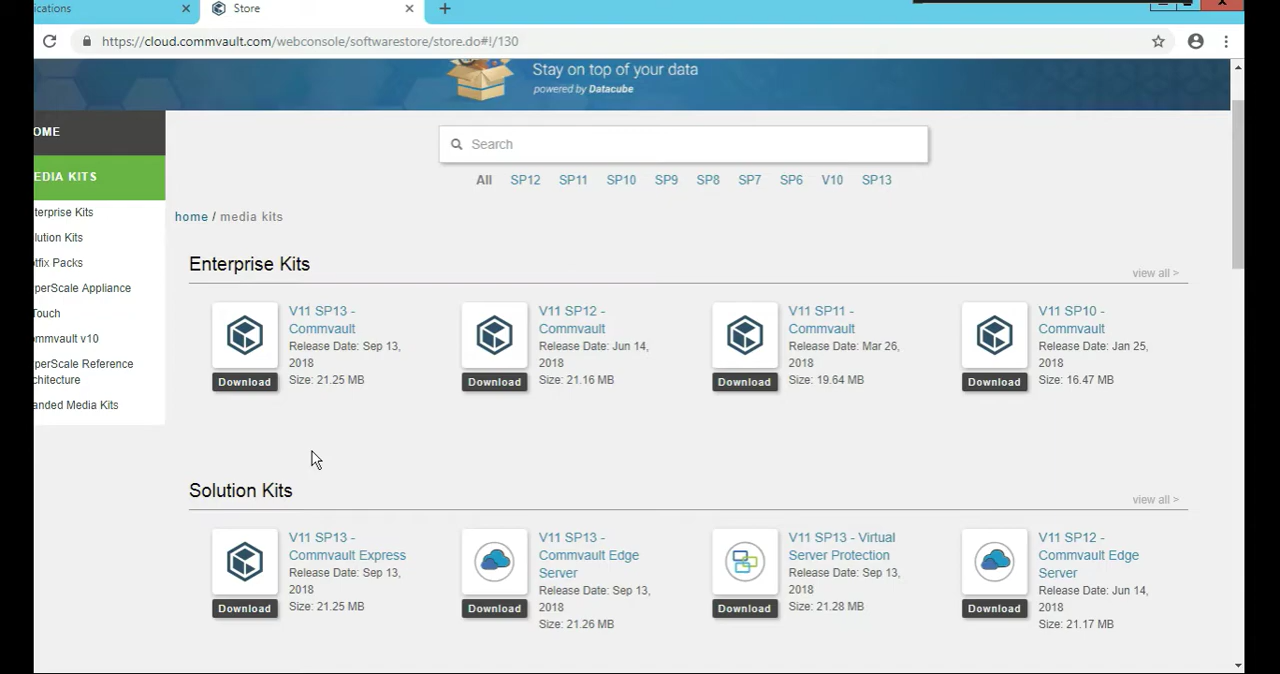 ications
Store
https://cloud.commvault.com/webconsole/softwarestore/store.do#!/130
Stay on top of your data
powered by Datacube
OME
EDIA KITS
terprise Kits
lution Kits
tfix Packs
perScale Appliance
Touch
mmvault v10
perScale Reference
chitecture
anded Media Kits
Search
All SP12 SP11 SP10 SP9 SP8 SP7 SP6 V10 SP13
home / media kits
Enterprise Kits
view all >
V11 SP13 -
Commvault
Release Date: Sep 13,
2018
Size: 21.25 MB
Download
V11 SP12 -
Commvault
Release Date: Jun 14,
2018
Size: 21.16 MB
Download
V11 SP11 -
Commvault
Release Date: Mar 26,
2018
Size: 19.64 MB
Download
V11 SP10 -
Commvault
Release Date: Jan 25,
2018
Size: 16.47 MB
Download
Solution Kits
view all >
V11 SP13 -
Commvault Express
Release Date: Sep 13,
2018
Size: 21.25 MB
Download
V11 SP13 -
Commvault Edge
Server
Release Date: Sep 13,
2018
Size: 21.26 MB
Download
V11 SP13 - Virtual
Server Protection
Release Date: Sep 13,
2018
Size: 21.28 MB
Download
V11 SP12 -
Commvault Edge
Server
Release Date: Jun 14,
2018
Size: 21.17 MB
Download